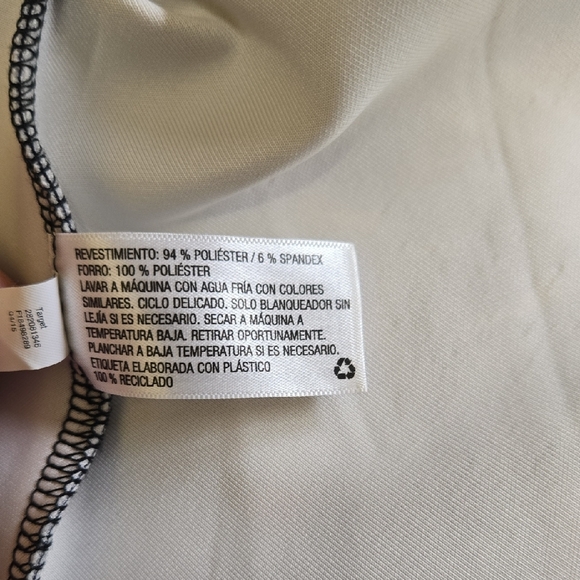 REVESTIMIENTO: 94 % POLIÉSTER / 6 % SPANDEX
FORRO: 100 % POLIÉSTER
LAVAR A MÁQUINA CON AGUA FRÍA CON COLORES
SIMILARES. CICLO DELICADO. SOLO BLANQUEADOR SIN
LEJÍA SI ES NECESARIO. SECAR A MÁQUINA A
TEMPERATURA BAJA. RETIRAR OPORTUNAMENTE.
PLANCHAR A BAJA TEMPERATURA SI ES NECESARIO.
ETIQUETA ELABORADA CON PLÁSTICO
100 % RECICLADO
Target